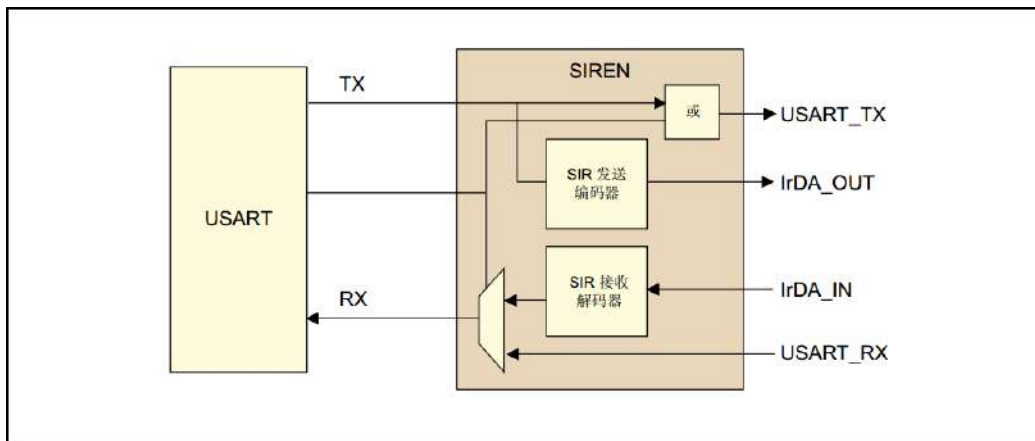 SIREN
TX
或
USART_TX
SIR 发送
编码器
IrDA_OUT
USART
SIR 接收
解码器
IrDA_IN
RX
USART_RX